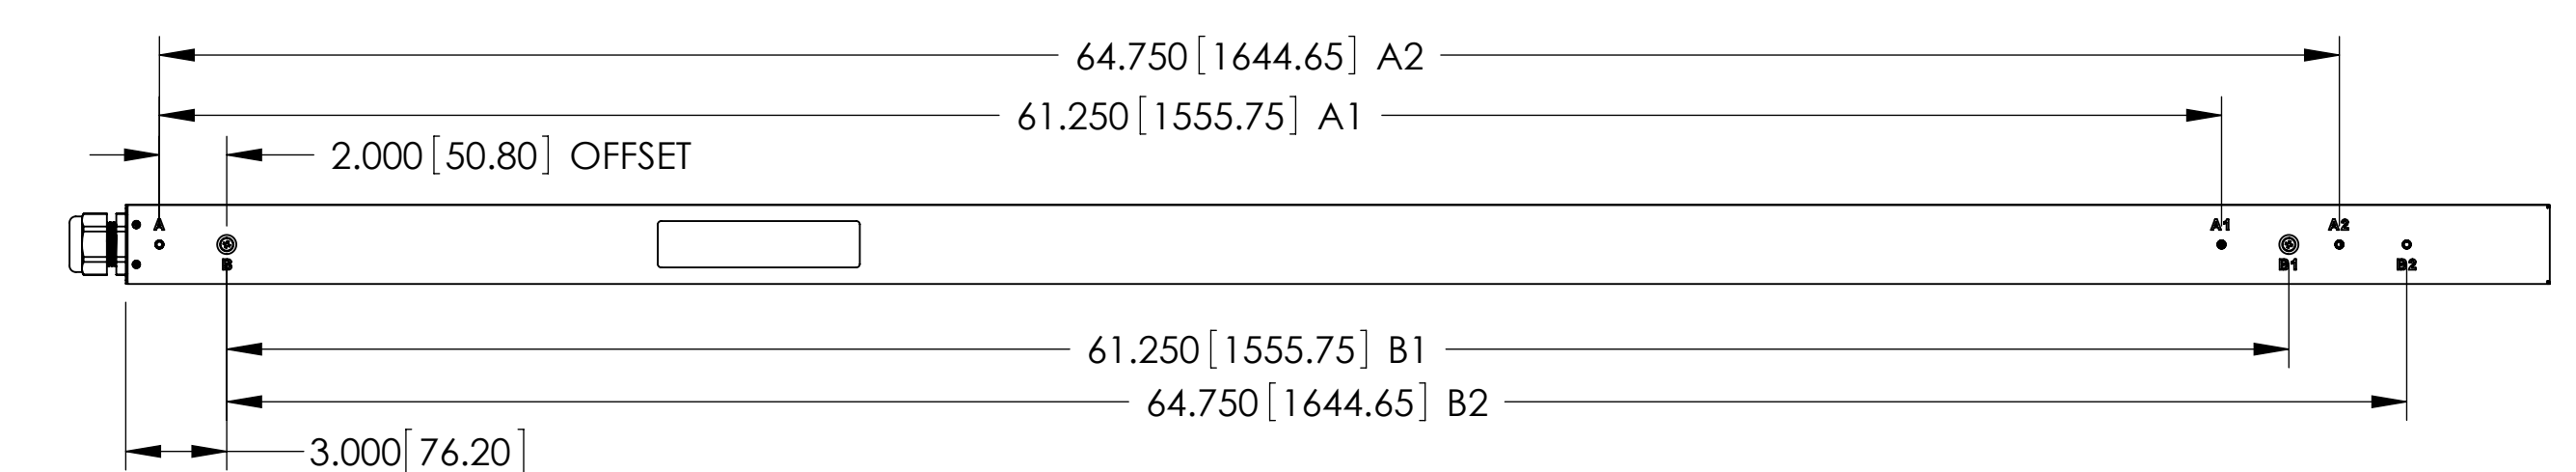 64.750[1644.65] A2
61.250[1555.75] A1
2.000[50.80] OFFSET
A
A1
A2
B
B1
B2
61.250[1555.75] B1
64.750[1644.65] B2
3.000[76.20]